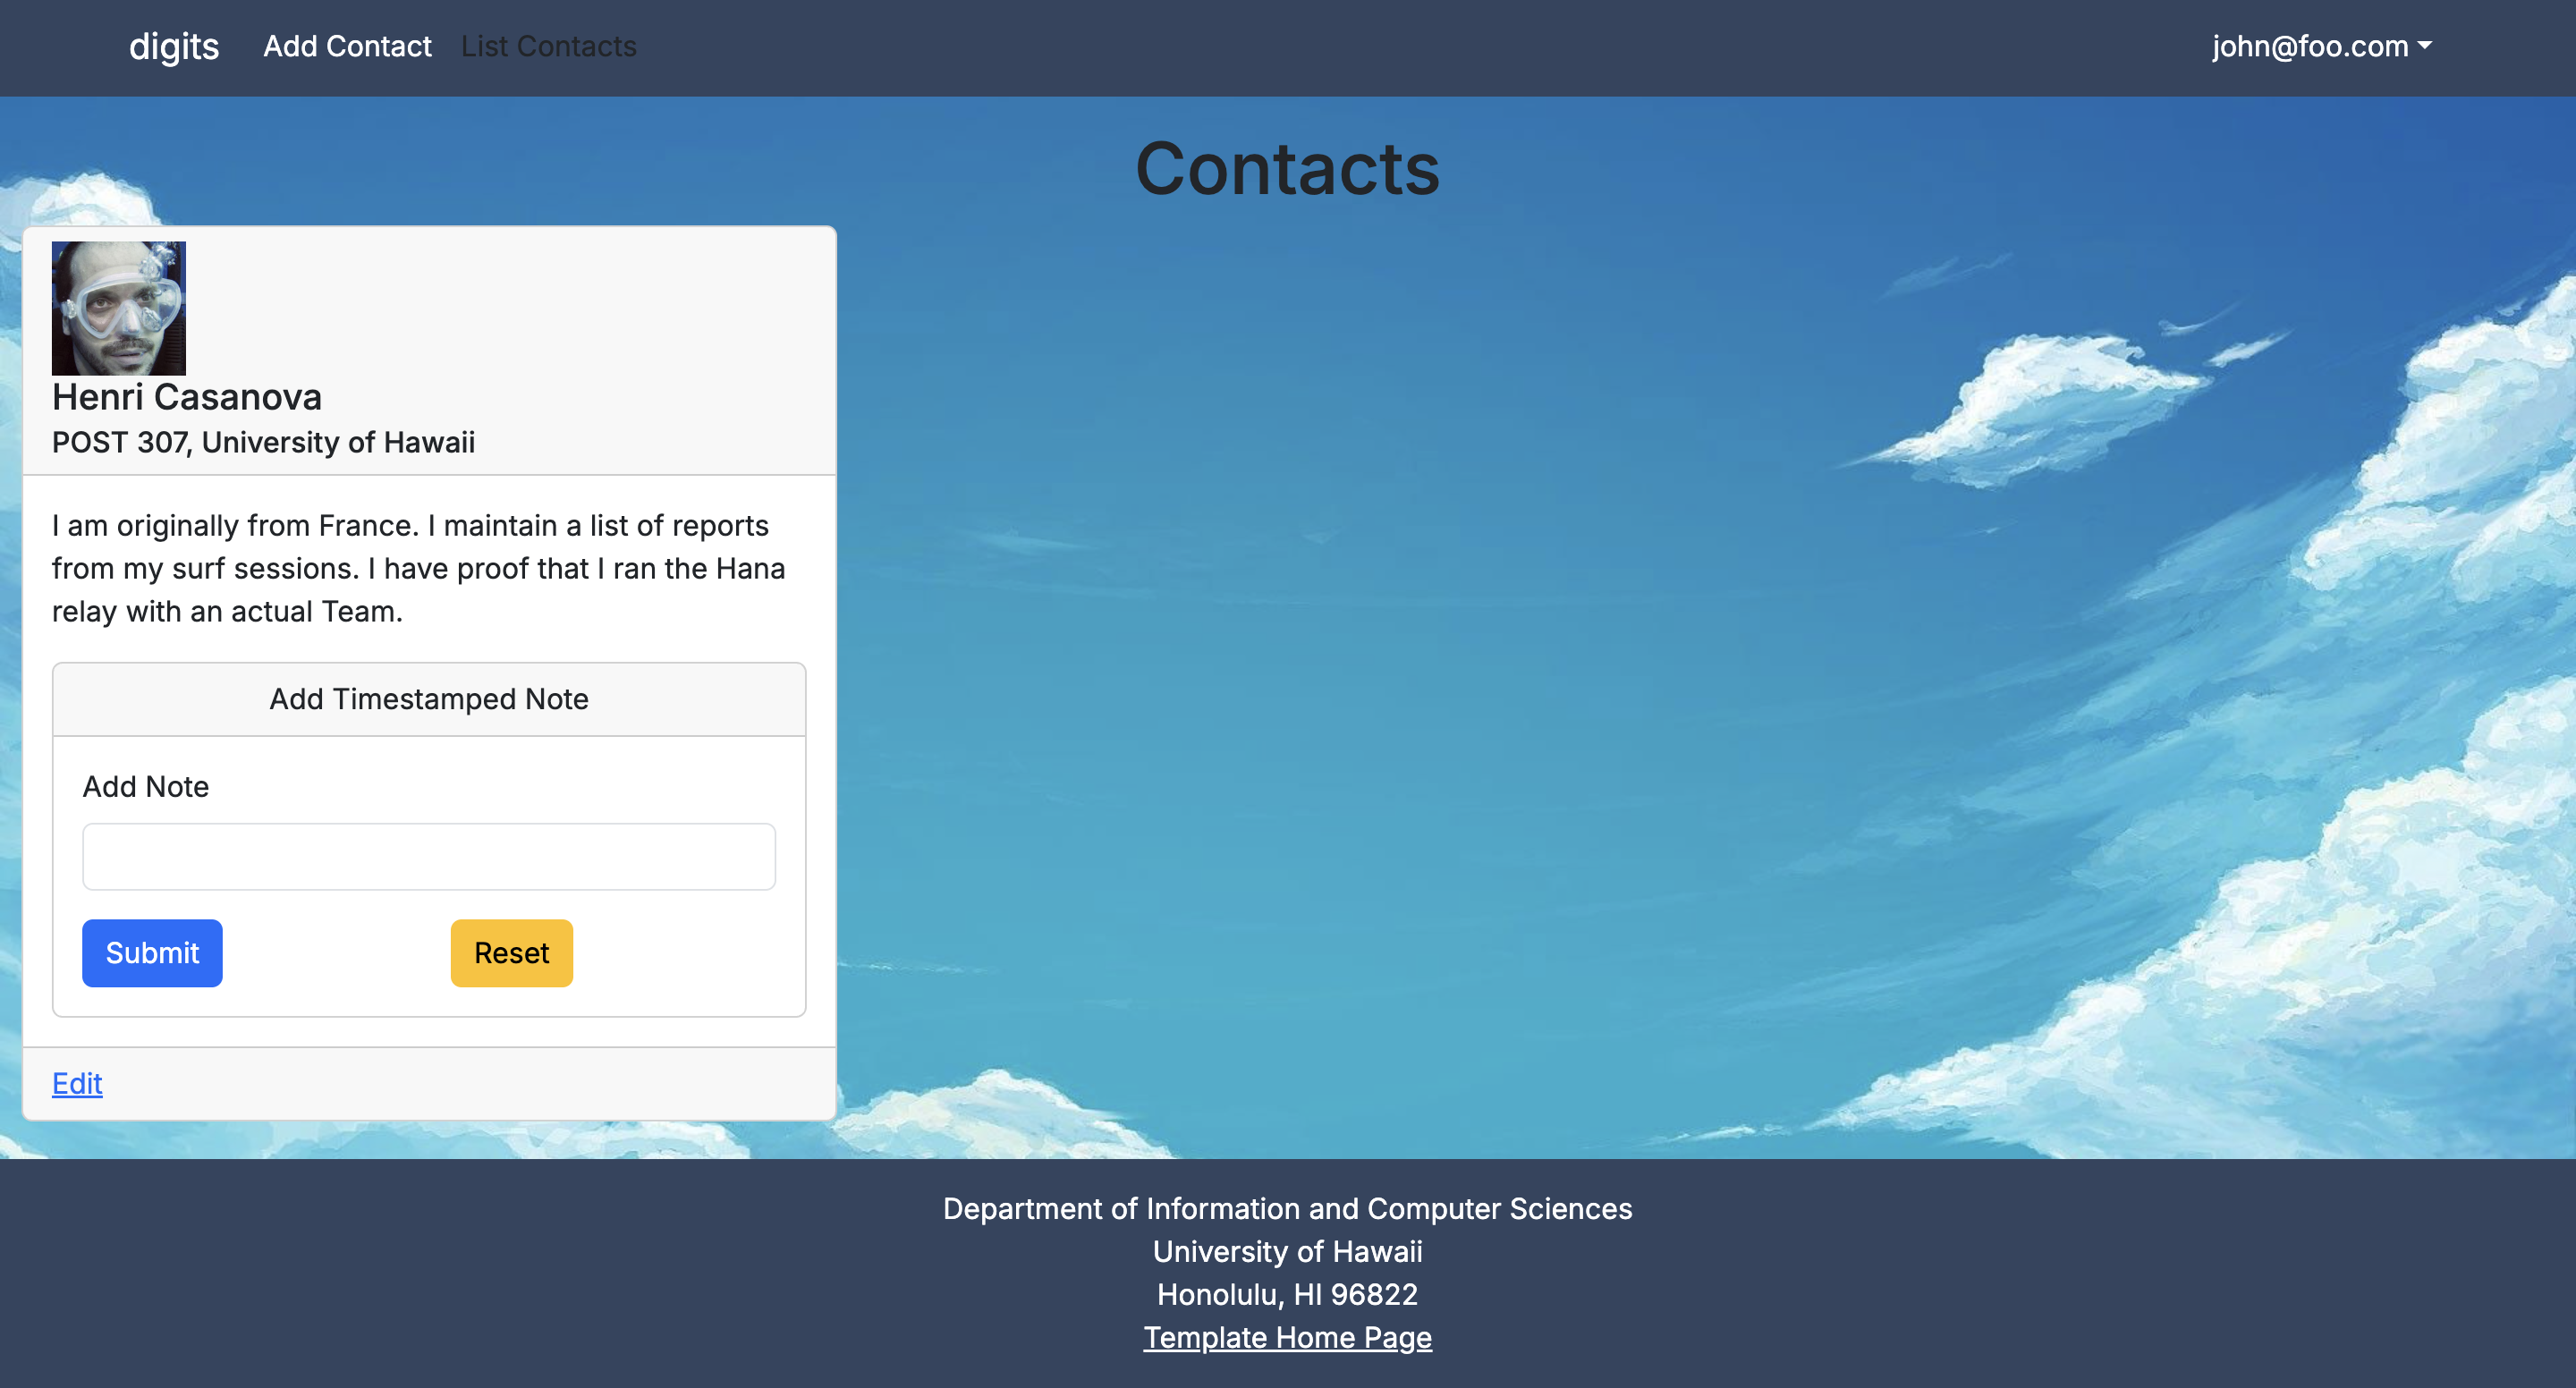 digits Add Contact List Contacts john@foo.com
Contacts
Henri Casanova
POST 307, University of Hawaii
I am originally from France. I maintain a list of reports
from my surf sessions. I have proof that I ran the Hana
relay with an actual Team.
Add Timestamped Note
Add Note
Submit Reset
Edit
Department of Information and Computer Sciences
University of Hawaii
Honolulu, HI 96822
Template Home Page